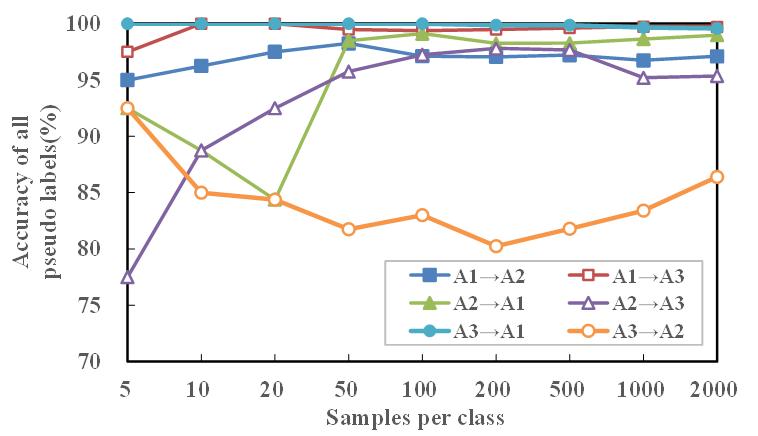 Accuracy of all
pseudo labels(%)
100
95
90
85
80
75
70
A1→A2
A1→A3
A2→A1
A2→A3
A3→A1
A3→A2
5 10 20 50 100 200 500 1000 2000
Samples per class